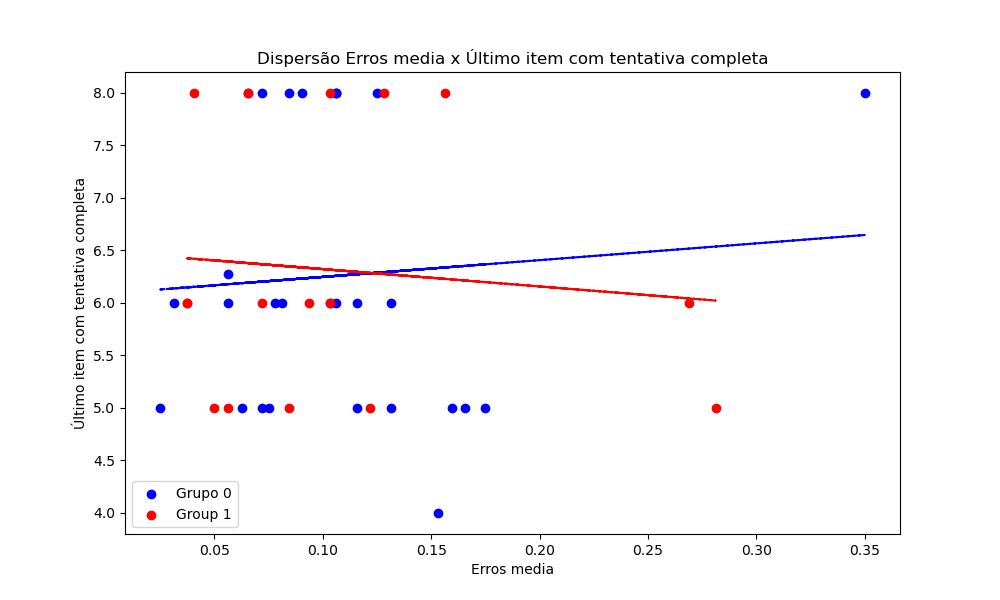 Dispersão Erros media x Último item com tentativa completa
Último item com tentativa completa
8.0
7.5
7.0
6.5
6.0
5.5
5.0
4.5
4.0
Grupo 0
Group 1
0.05 0.10 0.15 0.20 0.25 0.30 0.35
Erros media